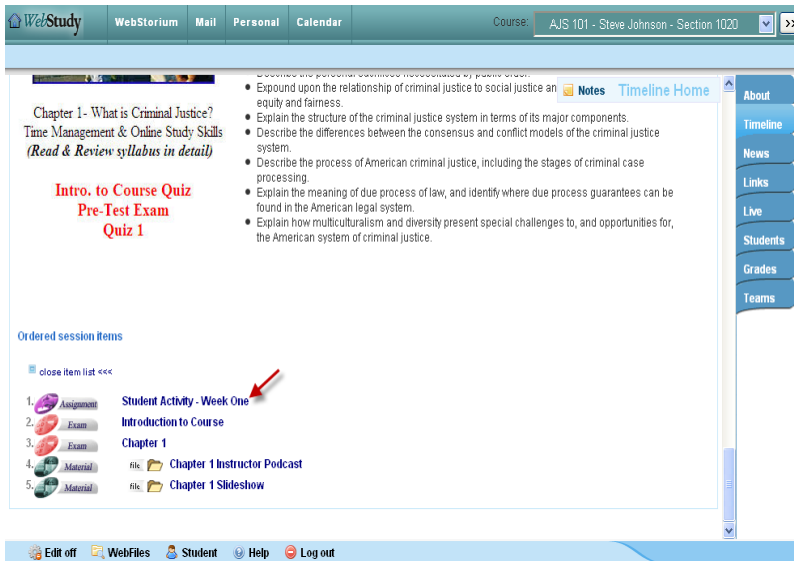 WebStudy WebStorium Mail Personal Calendar Course: AJS 101 - Steve Johnson - Section 1020 >>
Describe the personal sacrifices necessitated by public order.
Notes Timeline Home
Chapter 1- What is Criminal Justice?
Time Management & Online Study Skills
(Read & Review syllabus in detail)
Intro. to Course Quiz
Pre-Test Exam
Quiz 1
Expound upon the relationship of criminal justice to social justice an
equity and fairness.
Explain the structure of the criminal justice system in terms of its major components.
Describe the differences between the consensus and conflict models of the criminal justice
system.
Describe the process of American criminal justice, including the stages of criminal case
processing.
Explain the meaning of due process of law, and identify where due process guarantees can be
found in the American legal system.
Explain how multiculturalism and diversity present special challenges to, and opportunities for,
the American system of criminal justice.
About
Timeline
News
Links
Live
Students
Grades
Teams
Ordered session items
close item list <<<
1. Assignment Student Activity - Week One
2. Exam Introduction to Course
3. Exam Chapter 1
4. Material file Chapter 1 Instructor Podcast
5. Material file Chapter 1 Slideshow
Edit off WebFiles Student Help Log out